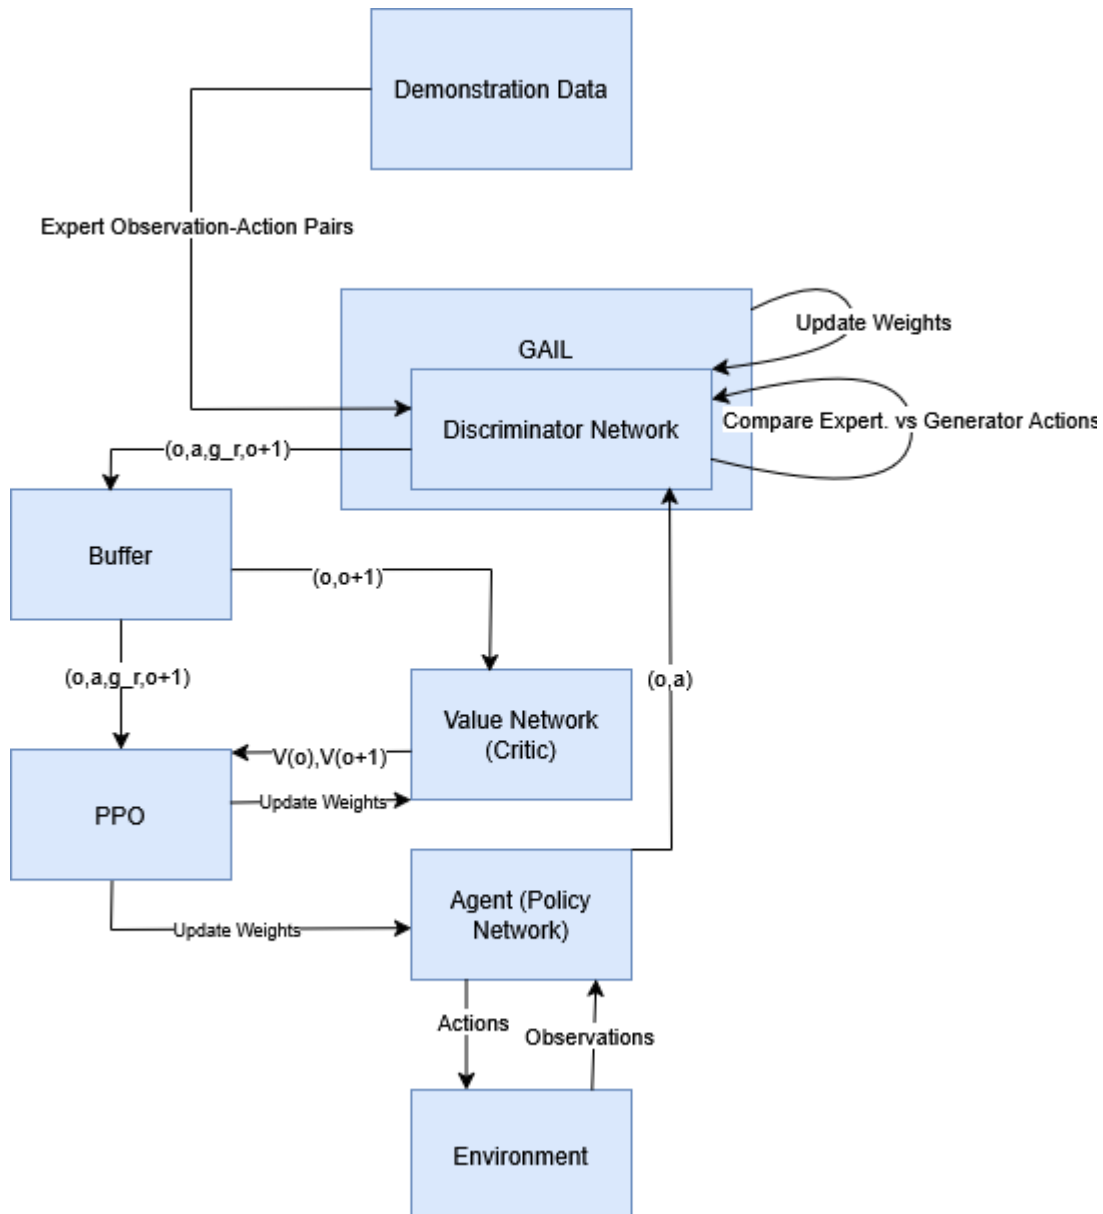 Demonstration Data
Expert Observation-Action Pairs
Update Weights
GAIL
Compare Expert. vs Generator Actions
Discriminator Network
(o,a,g_r,o+1)
Buffer
(o,o+1)
(o,a,g_r,o+1)
(o,a)
Value Network
(Critic)
V(o),V(o+1)
Update Weights
PPO
Agent (Policy
Network)
Update Weights
Actions
Observations
Environment